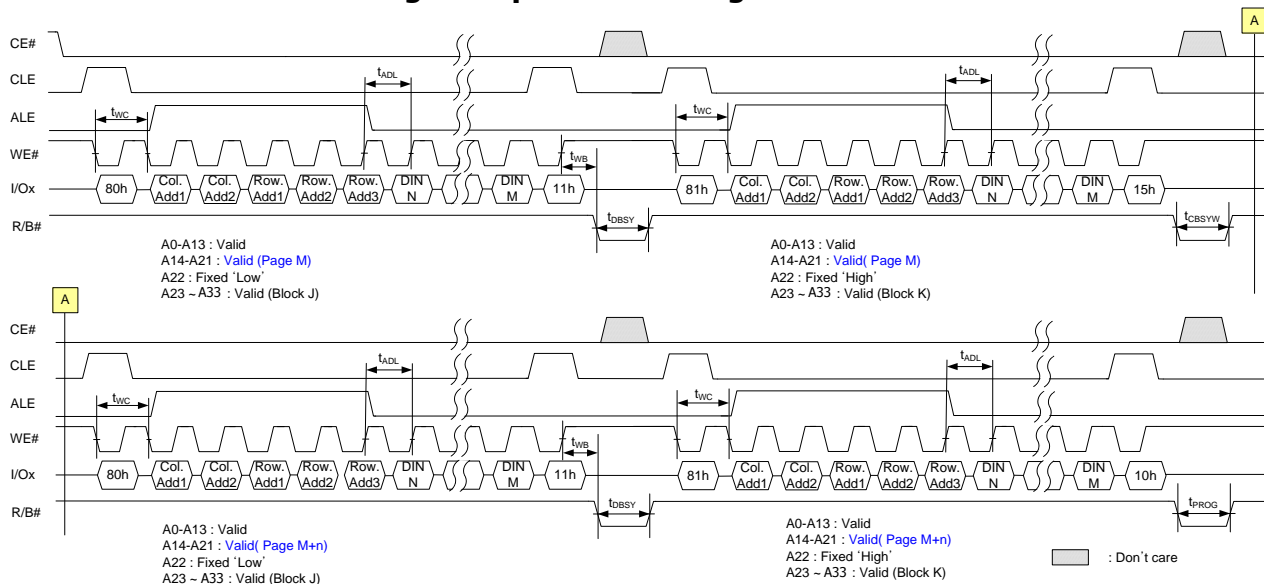 A
CE#
CLE
tADL
tADL
ALE
tWC
tWC
WE#
tWB
I/Ox
80h
Col. Add1
Col. Add2
Row. Add1
Row. Add2
Row. Add3
DIN N
DIN M
11h
81h
Col. Add1
Col. Add2
Row. Add1
Row. Add2
Row. Add3
DIN N
DIN M
15h
R/B#
tDBSY
tCBSYW
A0-A13 : Valid
A14-A21 : Valid (Page M)
A22 : Fixed 'Low'
A23 ~ A33 : Valid (Block J)
A0-A13 : Valid
A14-A21 : Valid( Page M)
A22 : Fixed 'High'
A23 ~ A33 : Valid (Block K)
A
CE#
CLE
tADL
tADL
ALE
tWC
tWC
WE#
tWB
I/Ox
80h
Col. Add1
Col. Add2
Row. Add1
Row. Add2
Row. Add3
DIN N
DIN M
11h
81h
Col. Add1
Col. Add2
Row. Add1
Row. Add2
Row. Add3
DIN N
DIN M
10h
R/B#
tDBSY
tPROG
A0-A13 : Valid
A14-A21 : Valid( Page M+n)
A22 : Fixed 'Low'
A23 ~ A33 : Valid (Block J)
A0-A13 : Valid
A14-A21 : Valid( Page M+n)
A22 : Fixed 'High'
A23 ~ A33 : Valid (Block K)
: Don't care